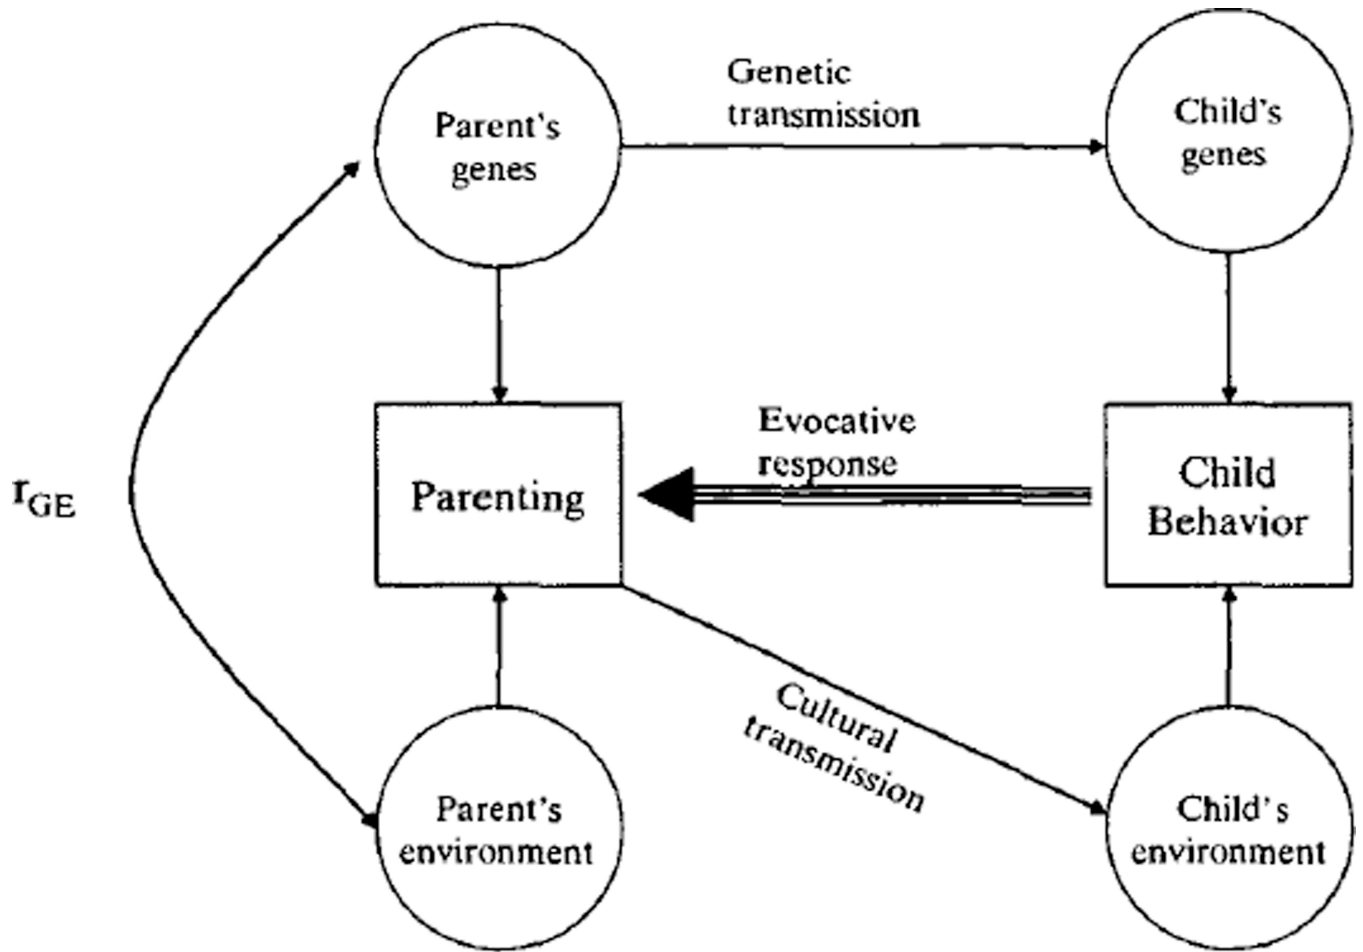 Genetic
transmission
Parent's
genes
Child's
genes
Evocative
response
r_GE
Parenting
Child
Behavior
Cultural
transmission
Parent's
environment
Child's
environment